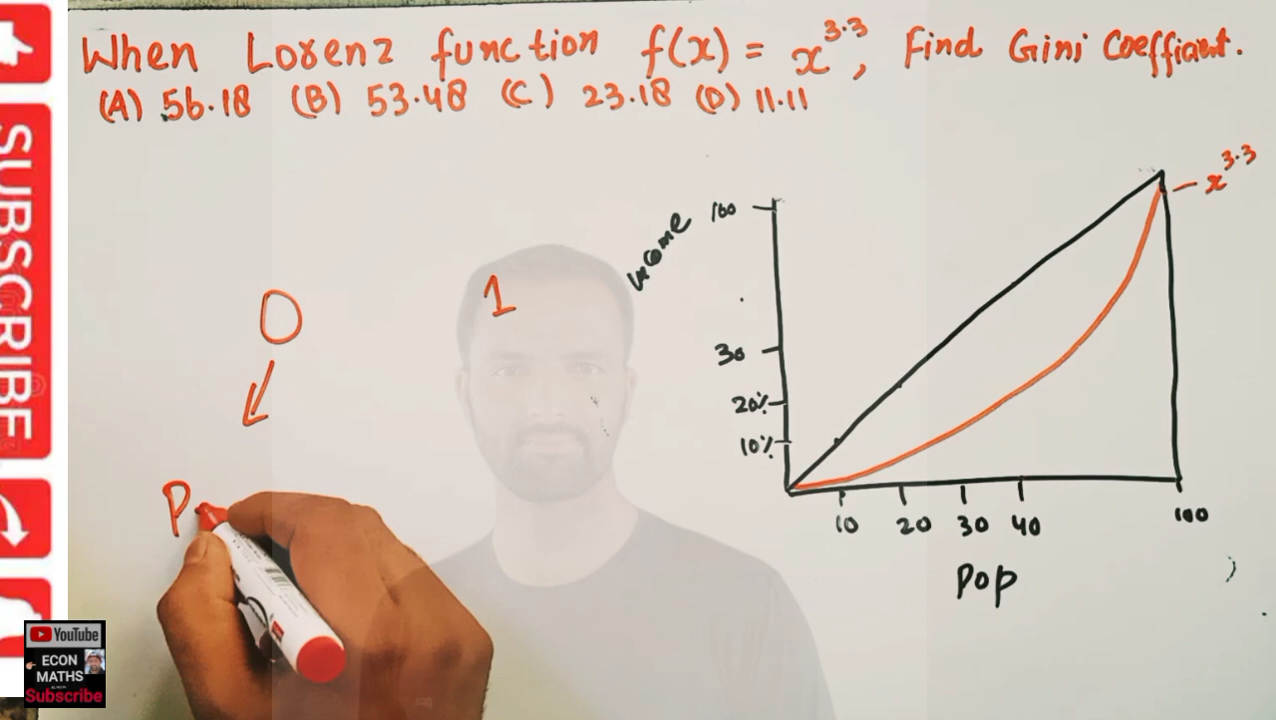 When Lorenz function f(x) = x^3.3, Find Gini Coefficient.
(A) 56.18 (B) 53.48 (C) 23.18 (D) 11.11
SUBSCRIBE
0
1
P
Income
100
30
20%
10%
x^3.3
10 20 30 40 100
Pop
YouTube
ECON
MATHS
Subscribe